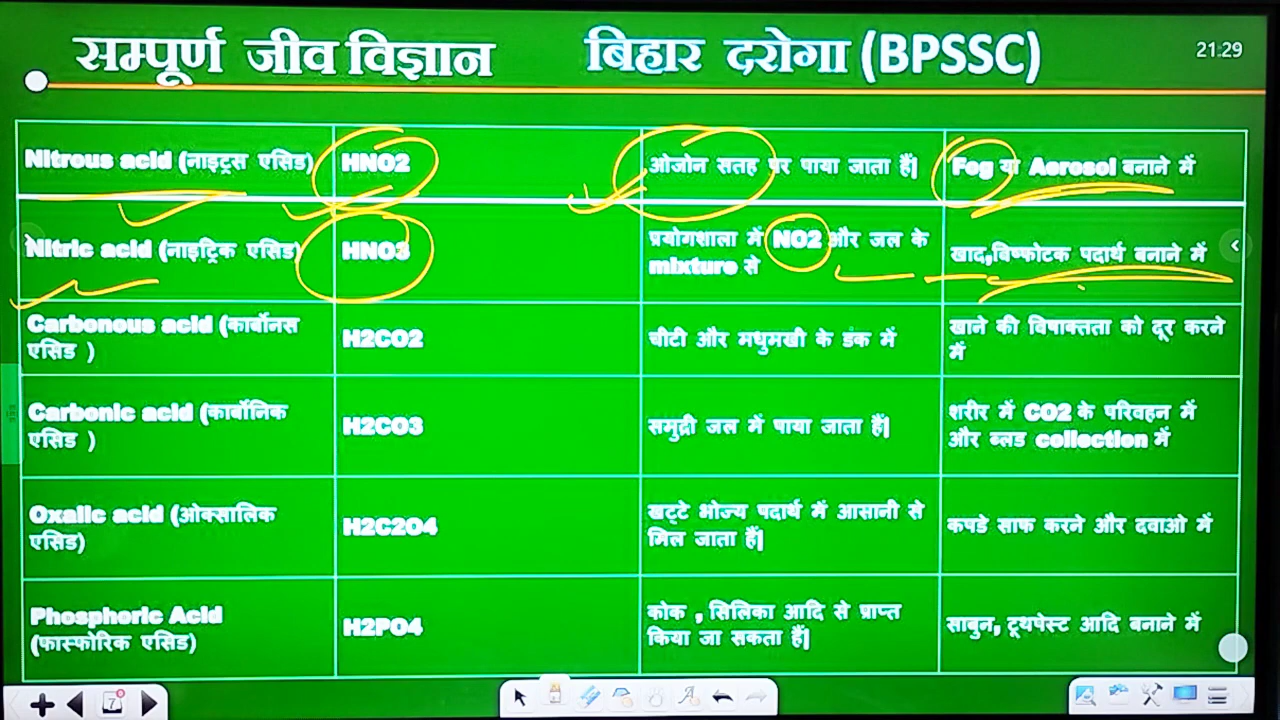 सम्पूर्ण जीव विज्ञान बिहार दरोगा (BPSSC)
21:29
Nitrous acid (नाइट्रस एसिड)
HNO2
ओजोन सतह पर पाया जाता हैं|
Fog या Aerosol बनाने में
Nitric acid (नाइट्रिक एसिड)
HNO3
प्रयोगशाला में NO2 और जल के
mixture से
खाद,विष्फोटक पदार्थ बनाने में
Carbonous acid (कार्बोनस
एसिड )
H2CO2
चीटी और मधुमखी के डंक में
खाने की विषाक्तता को दूर करने
में
Carbonic acid (कार्बोनिक
एसिड )
H2CO3
समुद्री जल में पाया जाता हैं|
शरीर में CO2 के परिवहन में
और ब्लड collection में
Oxalic acid (ओक्सालिक
एसिड)
H2C2O4
खट्टे भोज्य पदार्थ में आसानी से
मिल जाता हैं|
कपडे साफ करने और दवाओ में
Phosphoric Acid
(फास्फोरिक एसिड)
H2PO4
कोक , सिलिका आदि से प्राप्त
किया जा सकता हैं|
साबुन, टूथपेस्ट आदि बनाने में
7